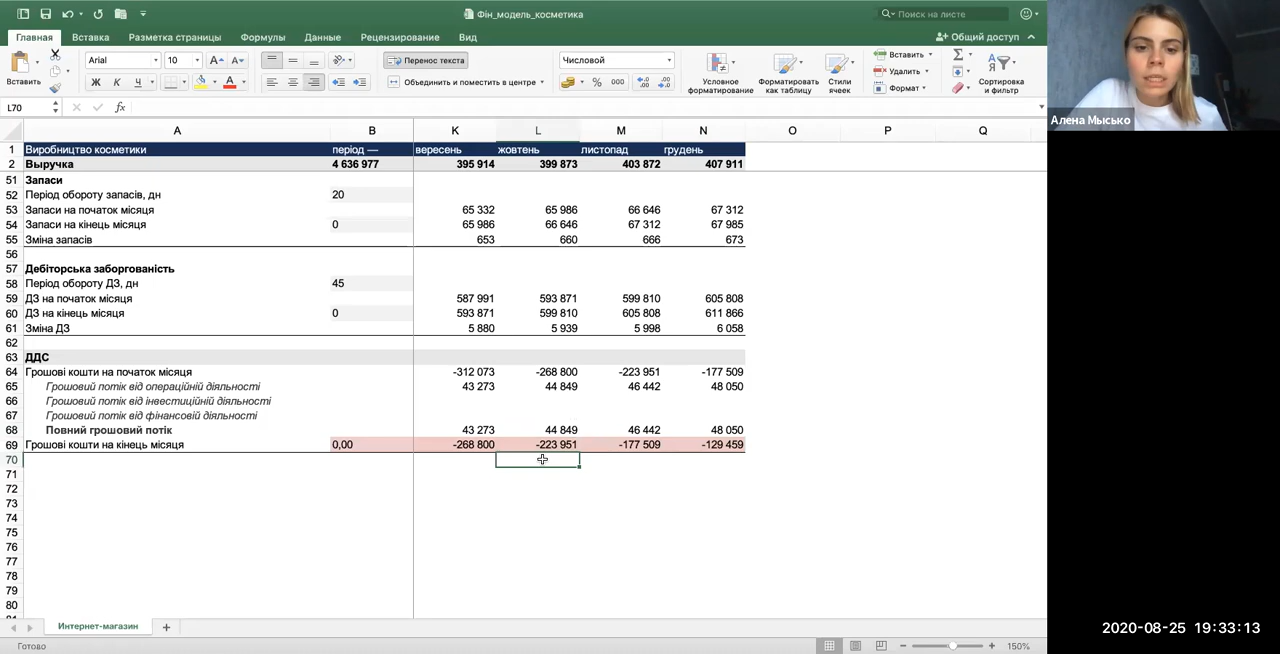 Фін_модель_косметика
Поиск на листе
Главная Вставка Разметка страницы Формулы Данные Рецензирование Вид Общий доступ
Вставить Arial 10 A A Перенос текста Числовой Условное форматирование Форматировать как таблицу Стили ячеек Вставить Удалить Формат Сортировка и фильтр
Ж К Ч А Объединить и поместить в центре % 000
L70 fx
A B K L M N O P Q
1 Виробництво косметики період — вересень жовтень листопад грудень
2 Выручка 4 636 977 395 914 399 873 403 872 407 911
51 Запаси
52 Період обороту запасів, дн 20
53 Запаси на початок місяця 65 332 65 986 66 646 67 312
54 Запаси на кінець місяця 0 65 986 66 646 67 312 67 985
55 Зміна запасів 653 660 666 673
56
57 Дебіторська заборгованість
58 Період обороту ДЗ, дн 45
59 ДЗ на початок місяця 587 991 593 871 599 810 605 808
60 ДЗ на кінець місяця 0 593 871 599 810 605 808 611 866
61 Зміна ДЗ 5 880 5 939 5 998 6 058
62
63 ДДС
64 Грошові кошти на початок місяця -312 073 -268 800 -223 951 -177 509
65 Грошовий потік від операційній діяльності 43 273 44 849 46 442 48 050
66 Грошовий потік від інвестиційній діяльності
67 Грошовий потік від фінансовій діяльності
68 Повний грошовий потік 43 273 44 849 46 442 48 050
69 Грошові кошти на кінець місяця 0,00 -268 800 -223 951 -177 509 -129 459
70
71
72
73
74
75
76
77
78
79
80
Интернет-магазин
Готово 150%
Алена Мысько
2020-08-25 19:33:13